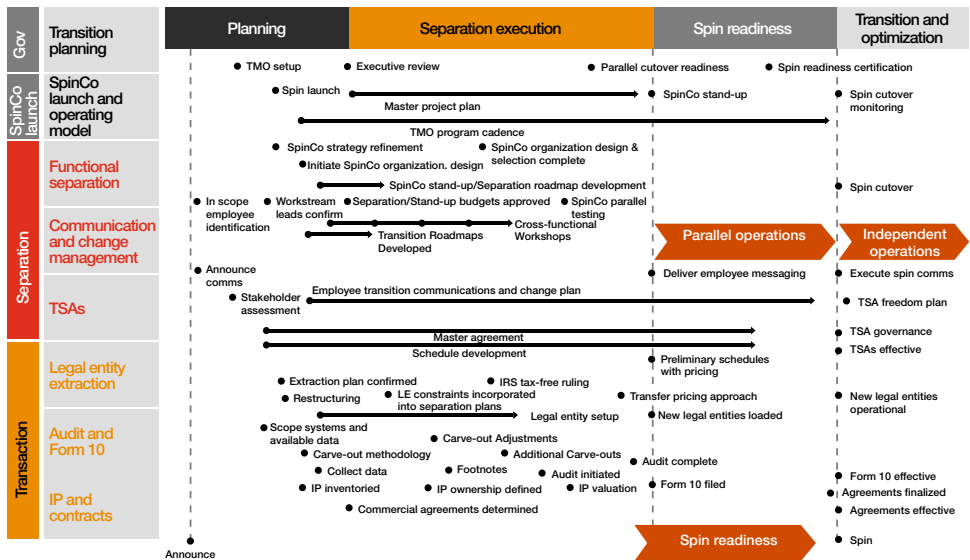 Planning
Separation execution
Spin readiness
Transition and
optimization
Gov
Transition
planning
TMO setup
Executive review
Parallel cutover readiness
Spin readiness certification
SpinCo
launch
SpinCo
launch and
operating
model
Spin launch
Master project plan
SpinCo stand-up
Spin cutover
monitoring
TMO program cadence
Separation
Functional
separation
SpinCo strategy refinement
SpinCo organization design &
selection complete
Initiate SpinCo organization. design
SpinCo stand-up/Separation roadmap development
Spin cutover
In scope
employee
identification
Workstream
leads confirm
Separation/Stand-up budgets approved
SpinCo parallel
testing
Communication
and change
management
Cross-functional
Workshops
Transition Roadmaps
Developed
Parallel operations
Independent
operations
Announce
comms
Deliver employee messaging
Execute spin comms
TSAs
Stakeholder
assessment
Employee transition communications and change plan
TSA freedom plan
Master agreement
TSA governance
Schedule development
TSAs effective
Preliminary schedules
with pricing
Transaction
Legal entity
extraction
Extraction plan confirmed
IRS tax-free ruling
Restructuring
LE constraints incorporated
into separation plans
Transfer pricing approach
New legal entities
operational
Legal entity setup
New legal entities loaded
Audit and
Form 10
Scope systems and
available data
Carve-out Adjustments
Carve-out methodology
Additional Carve-outs
Audit complete
Collect data
Footnotes
Audit initiated
Form 10 effective
IP and
contracts
IP inventoried
IP ownership defined
IP valuation
Form 10 filed
Agreements finalized
Commercial agreements determined
Agreements effective
Announce
Spin readiness
Spin